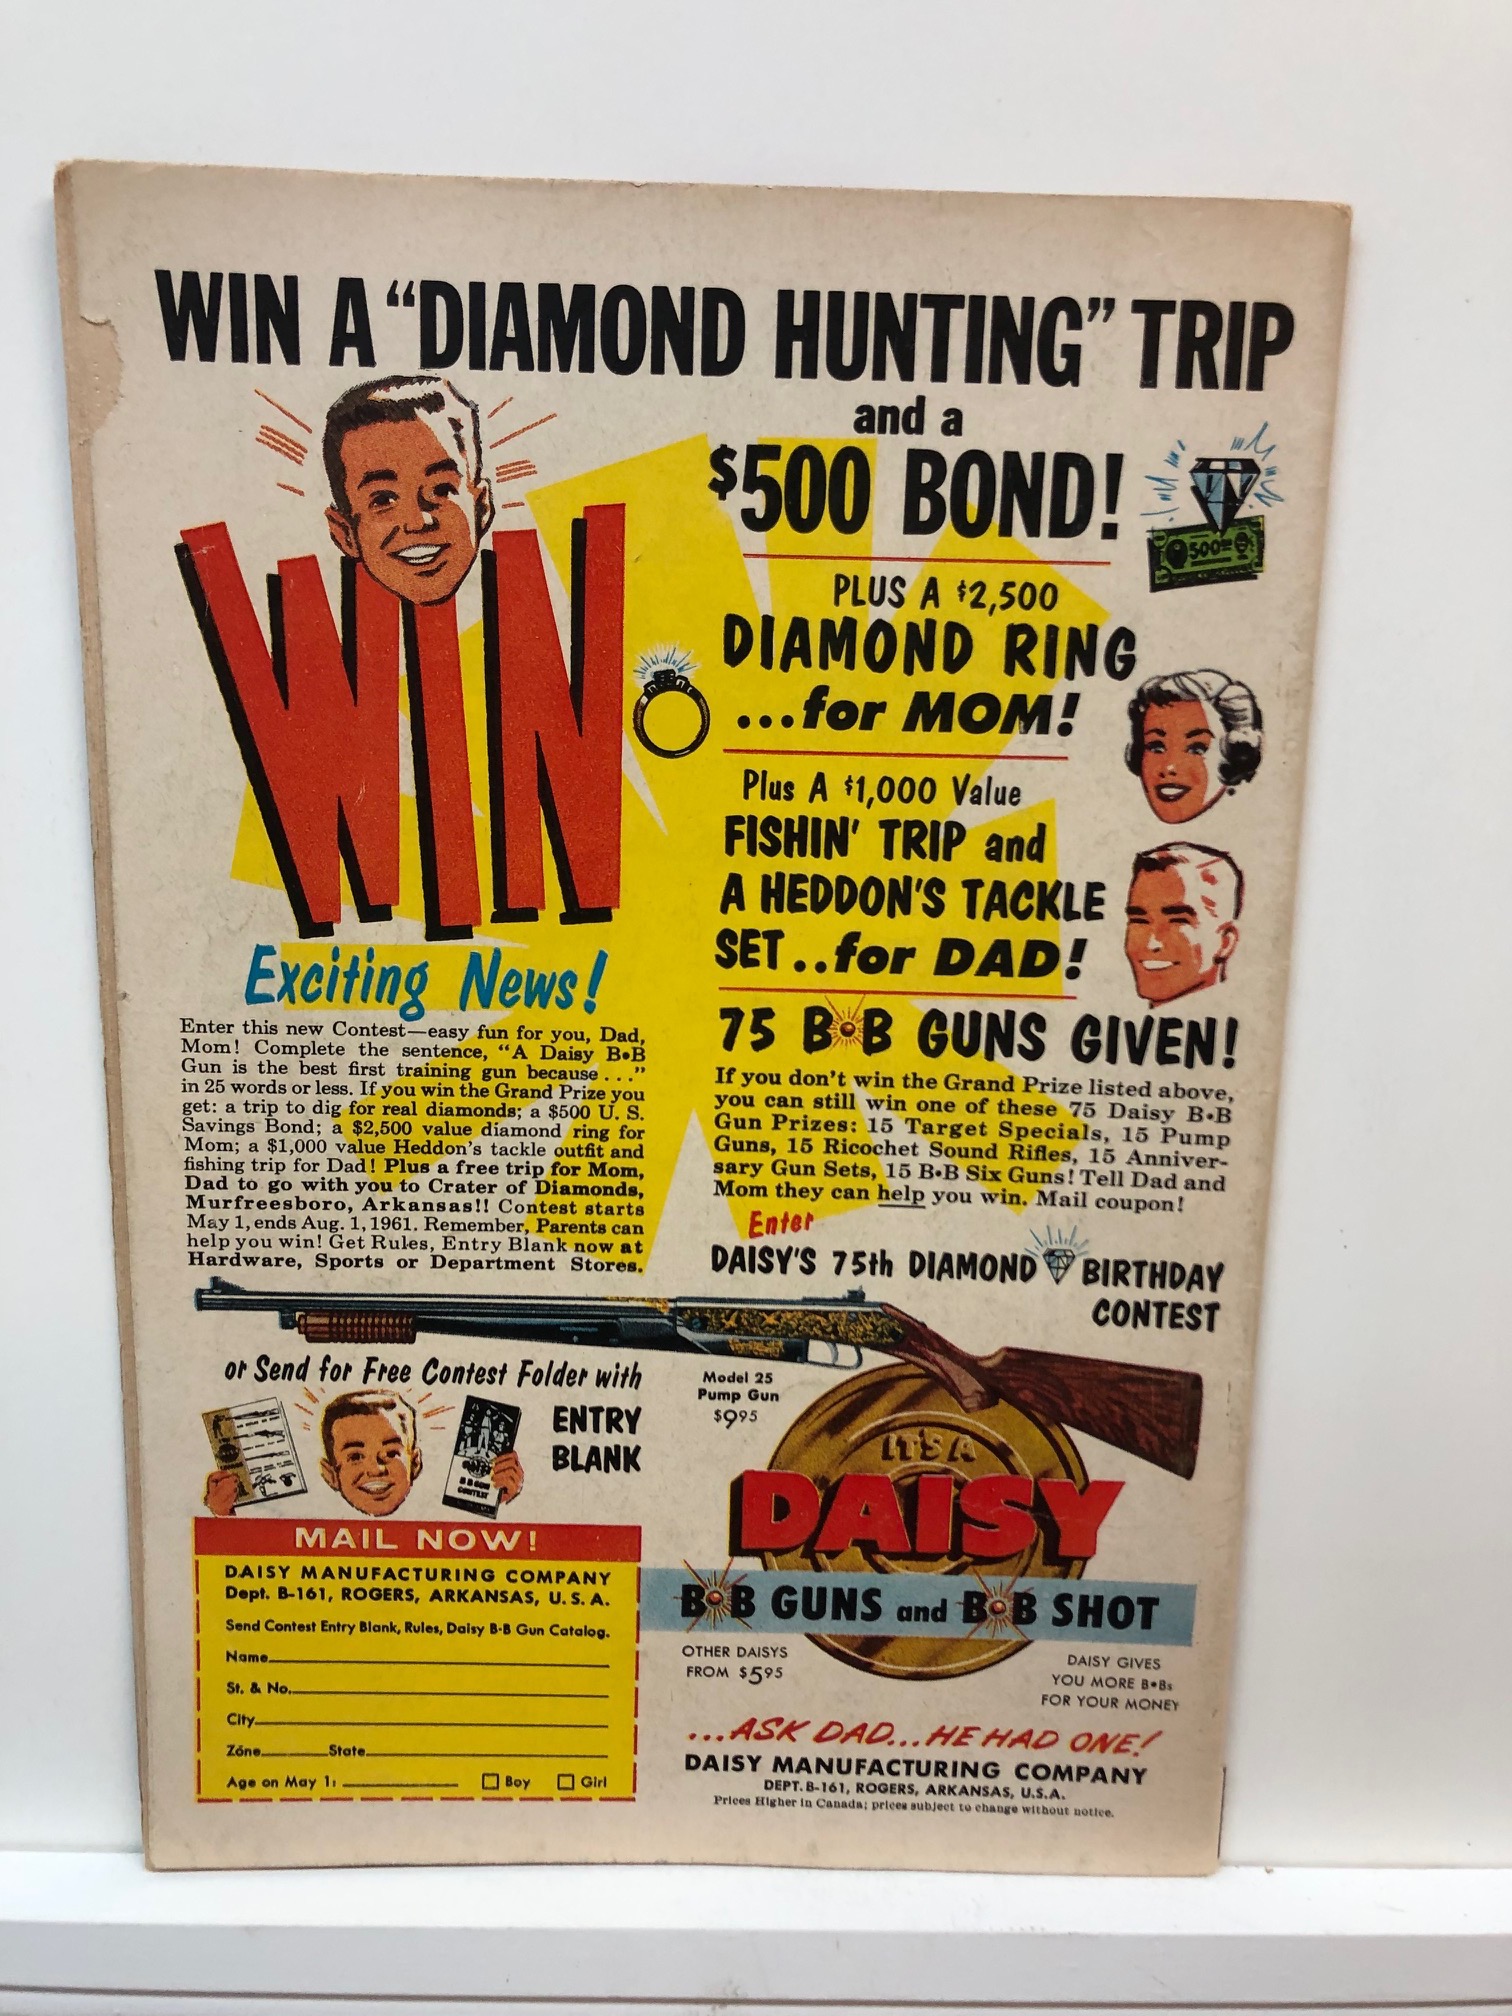 WIN A “DIAMOND HUNTING” TRIP
and a
$500 BOND!
500
PLUS A $2,500
DIAMOND RING
...for MOM!
Plus A $1,000 Value
FISHIN' TRIP and
A HEDDON'S TACKLE
SET..for DAD!
WIN
Exciting News!
Enter this new Contest—easy fun for you, Dad,
Mom! Complete the sentence, “A Daisy B•B
Gun is the best first training gun because...”
in 25 words or less. If you win the Grand Prize you
get: a trip to dig for real diamonds; a $500 U. S.
Savings Bond; a $2,500 value diamond ring for
Mom; a $1,000 value Heddon's tackle outfit and
fishing trip for Dad! Plus a free trip for Mom,
Dad to go with you to Crater of Diamonds,
Murfreesboro, Arkansas!! Contest starts
May 1, ends Aug. 1, 1961. Remember, Parents can
help you win! Get Rules, Entry Blank now at
Hardware, Sports or Department Stores.
75 B•B GUNS GIVEN!
If you don't win the Grand Prize listed above,
you can still win one of these 75 Daisy B•B
Gun Prizes: 15 Target Specials, 15 Pump
Guns, 15 Ricochet Sound Rifles, 15 Anniver-
sary Gun Sets, 15 B•B Six Guns! Tell Dad and
Mom they can help you win. Mail coupon!
Enter
DAISY'S 75th DIAMOND BIRTHDAY
CONTEST
or Send for Free Contest Folder with
ENTRY
BLANK
B B GUN
CONTEST
Model 25
Pump Gun
$9.95
IT'S A
DAISY
B•B GUNS and B•B SHOT
OTHER DAISYS
FROM $5.95
DAISY GIVES
YOU MORE B•Bs
FOR YOUR MONEY
...ASK DAD...HE HAD ONE!
DAISY MANUFACTURING COMPANY
DEPT. B-161, ROGERS, ARKANSAS, U.S.A.
Prices Higher in Canada; prices subject to change without notice.
MAIL NOW!
DAISY MANUFACTURING COMPANY
Dept. B-161, ROGERS, ARKANSAS, U. S. A.
Send Contest Entry Blank, Rules, Daisy B-B Gun Catalog.
Name
St. & No.
City
Zone State
Age on May 1: Boy Girl